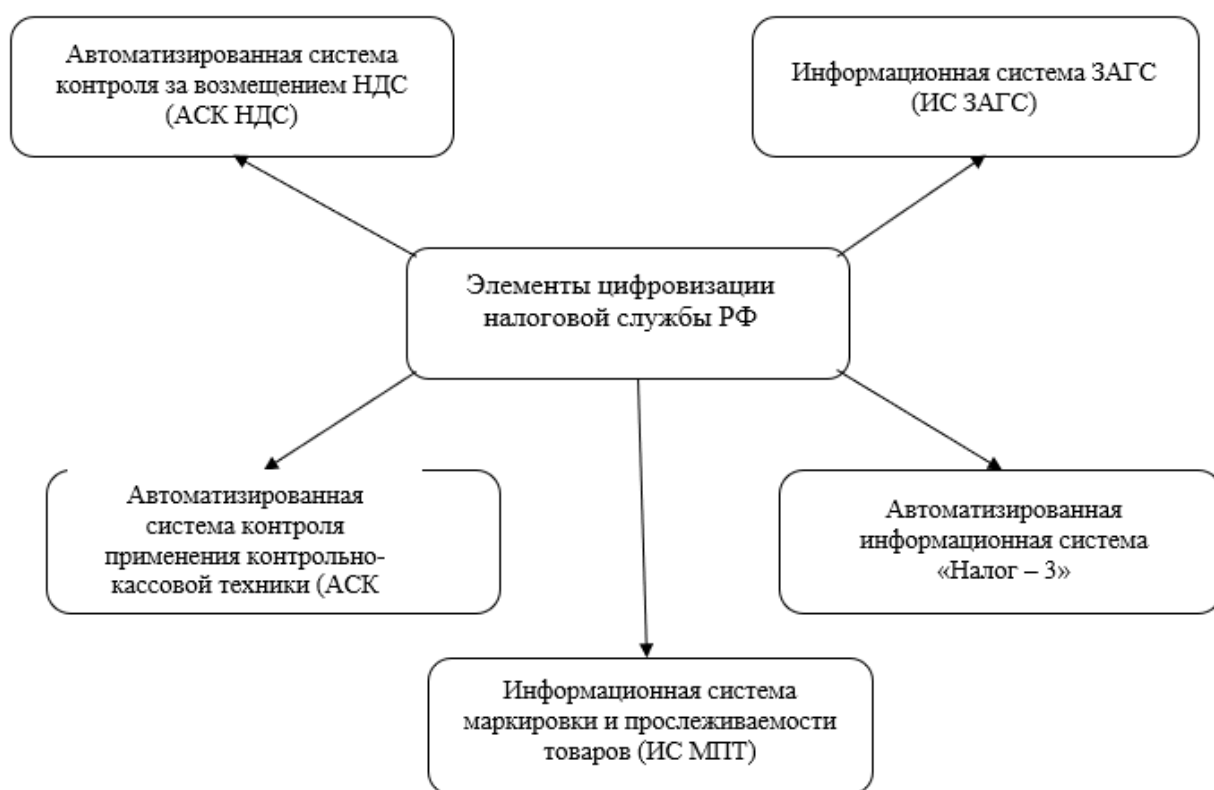 Автоматизированная система
контроля за возмещением НДС
(АСК НДС)
Информационная система ЗАГС
(ИС ЗАГС)
Элементы цифровизации
налоговой службы РФ
Автоматизированная
система контроля
применения контрольно-
кассовой техники (АСК
Автоматизированная
информационная система
«Налог – 3»
Информационная система
маркировки и прослеживаемости
товаров (ИС МПТ)